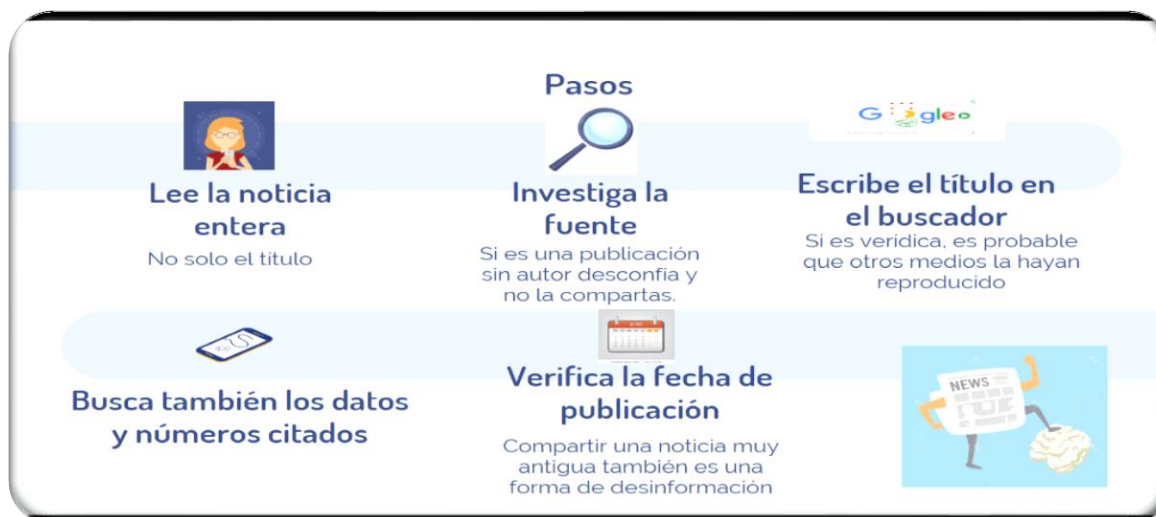 Pasos
Lee la noticia
entera
No solo el título
Investiga la
fuente
Si es una publicación
sin autor desconfía y
no la compartas.
G gleo
Escribe el título en
el buscador
Si es verídica, es probable
que otros medios la hayan
reproducido
Busca también los datos
y números citados
Verifica la fecha de
publicación
Compartir una noticia muy
antigua también es una
forma de desinformación
NEWS